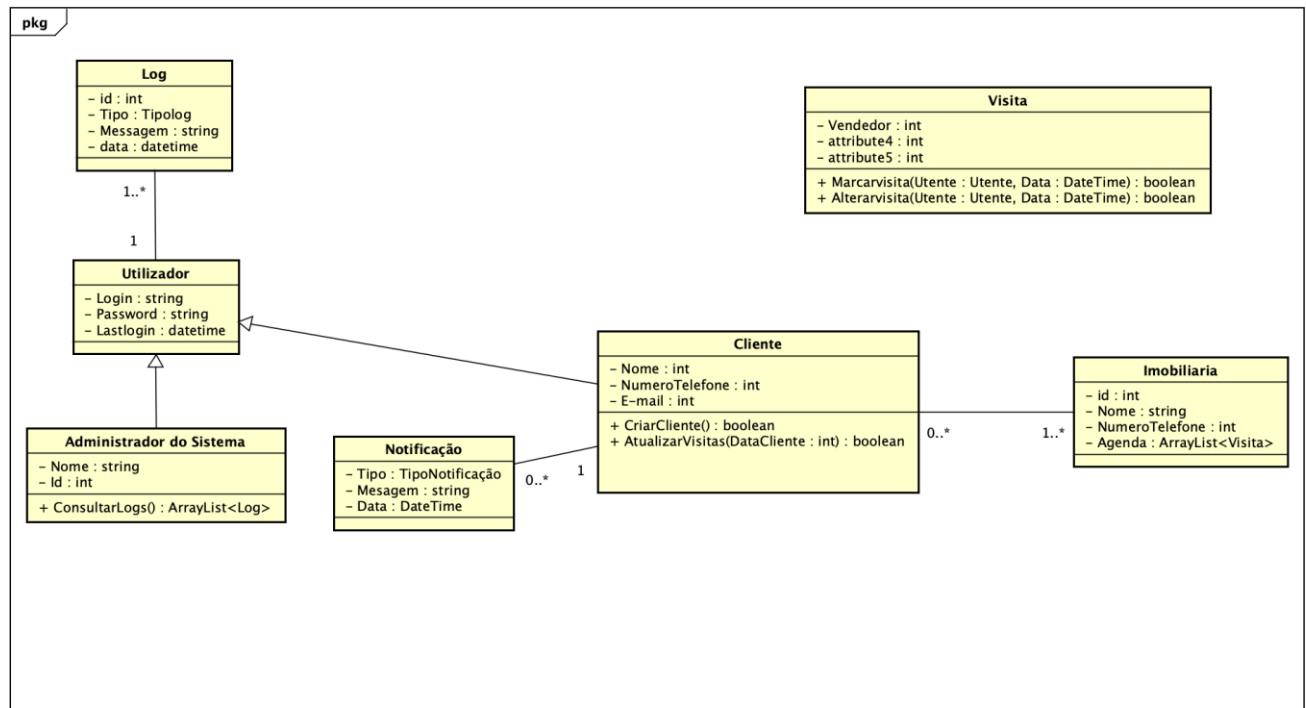 pkg
Log
- id : int
- Tipo : Tipolog
- Messagem : string
- data : datetime
1..*
1
Utilizador
- Login : string
- Password : string
- Lastlogin : datetime
Administrador do Sistema
- Nome : string
- Id : int
+ ConsultarLogs() : ArrayList<Log>
Notificação
- Tipo : TipoNotificação
- Mesagem : string
- Data : DateTime
0..*
1
Cliente
- Nome : int
- NumeroTelefone : int
- E-mail : int
+ CriarCliente() : boolean
+ AtualizarVisitas(DataCliente : int) : boolean
0..*
1..*
Imobiliaria
- id : int
- Nome : string
- NumeroTelefone : int
- Agenda : ArrayList<Visita>
Visita
- Vendedor : int
- attribute4 : int
- attribute5 : int
+ Marcarvisita(Utente : Utente, Data : DateTime) : boolean
+ Alterarvisita(Utente : Utente, Data : DateTime) : boolean